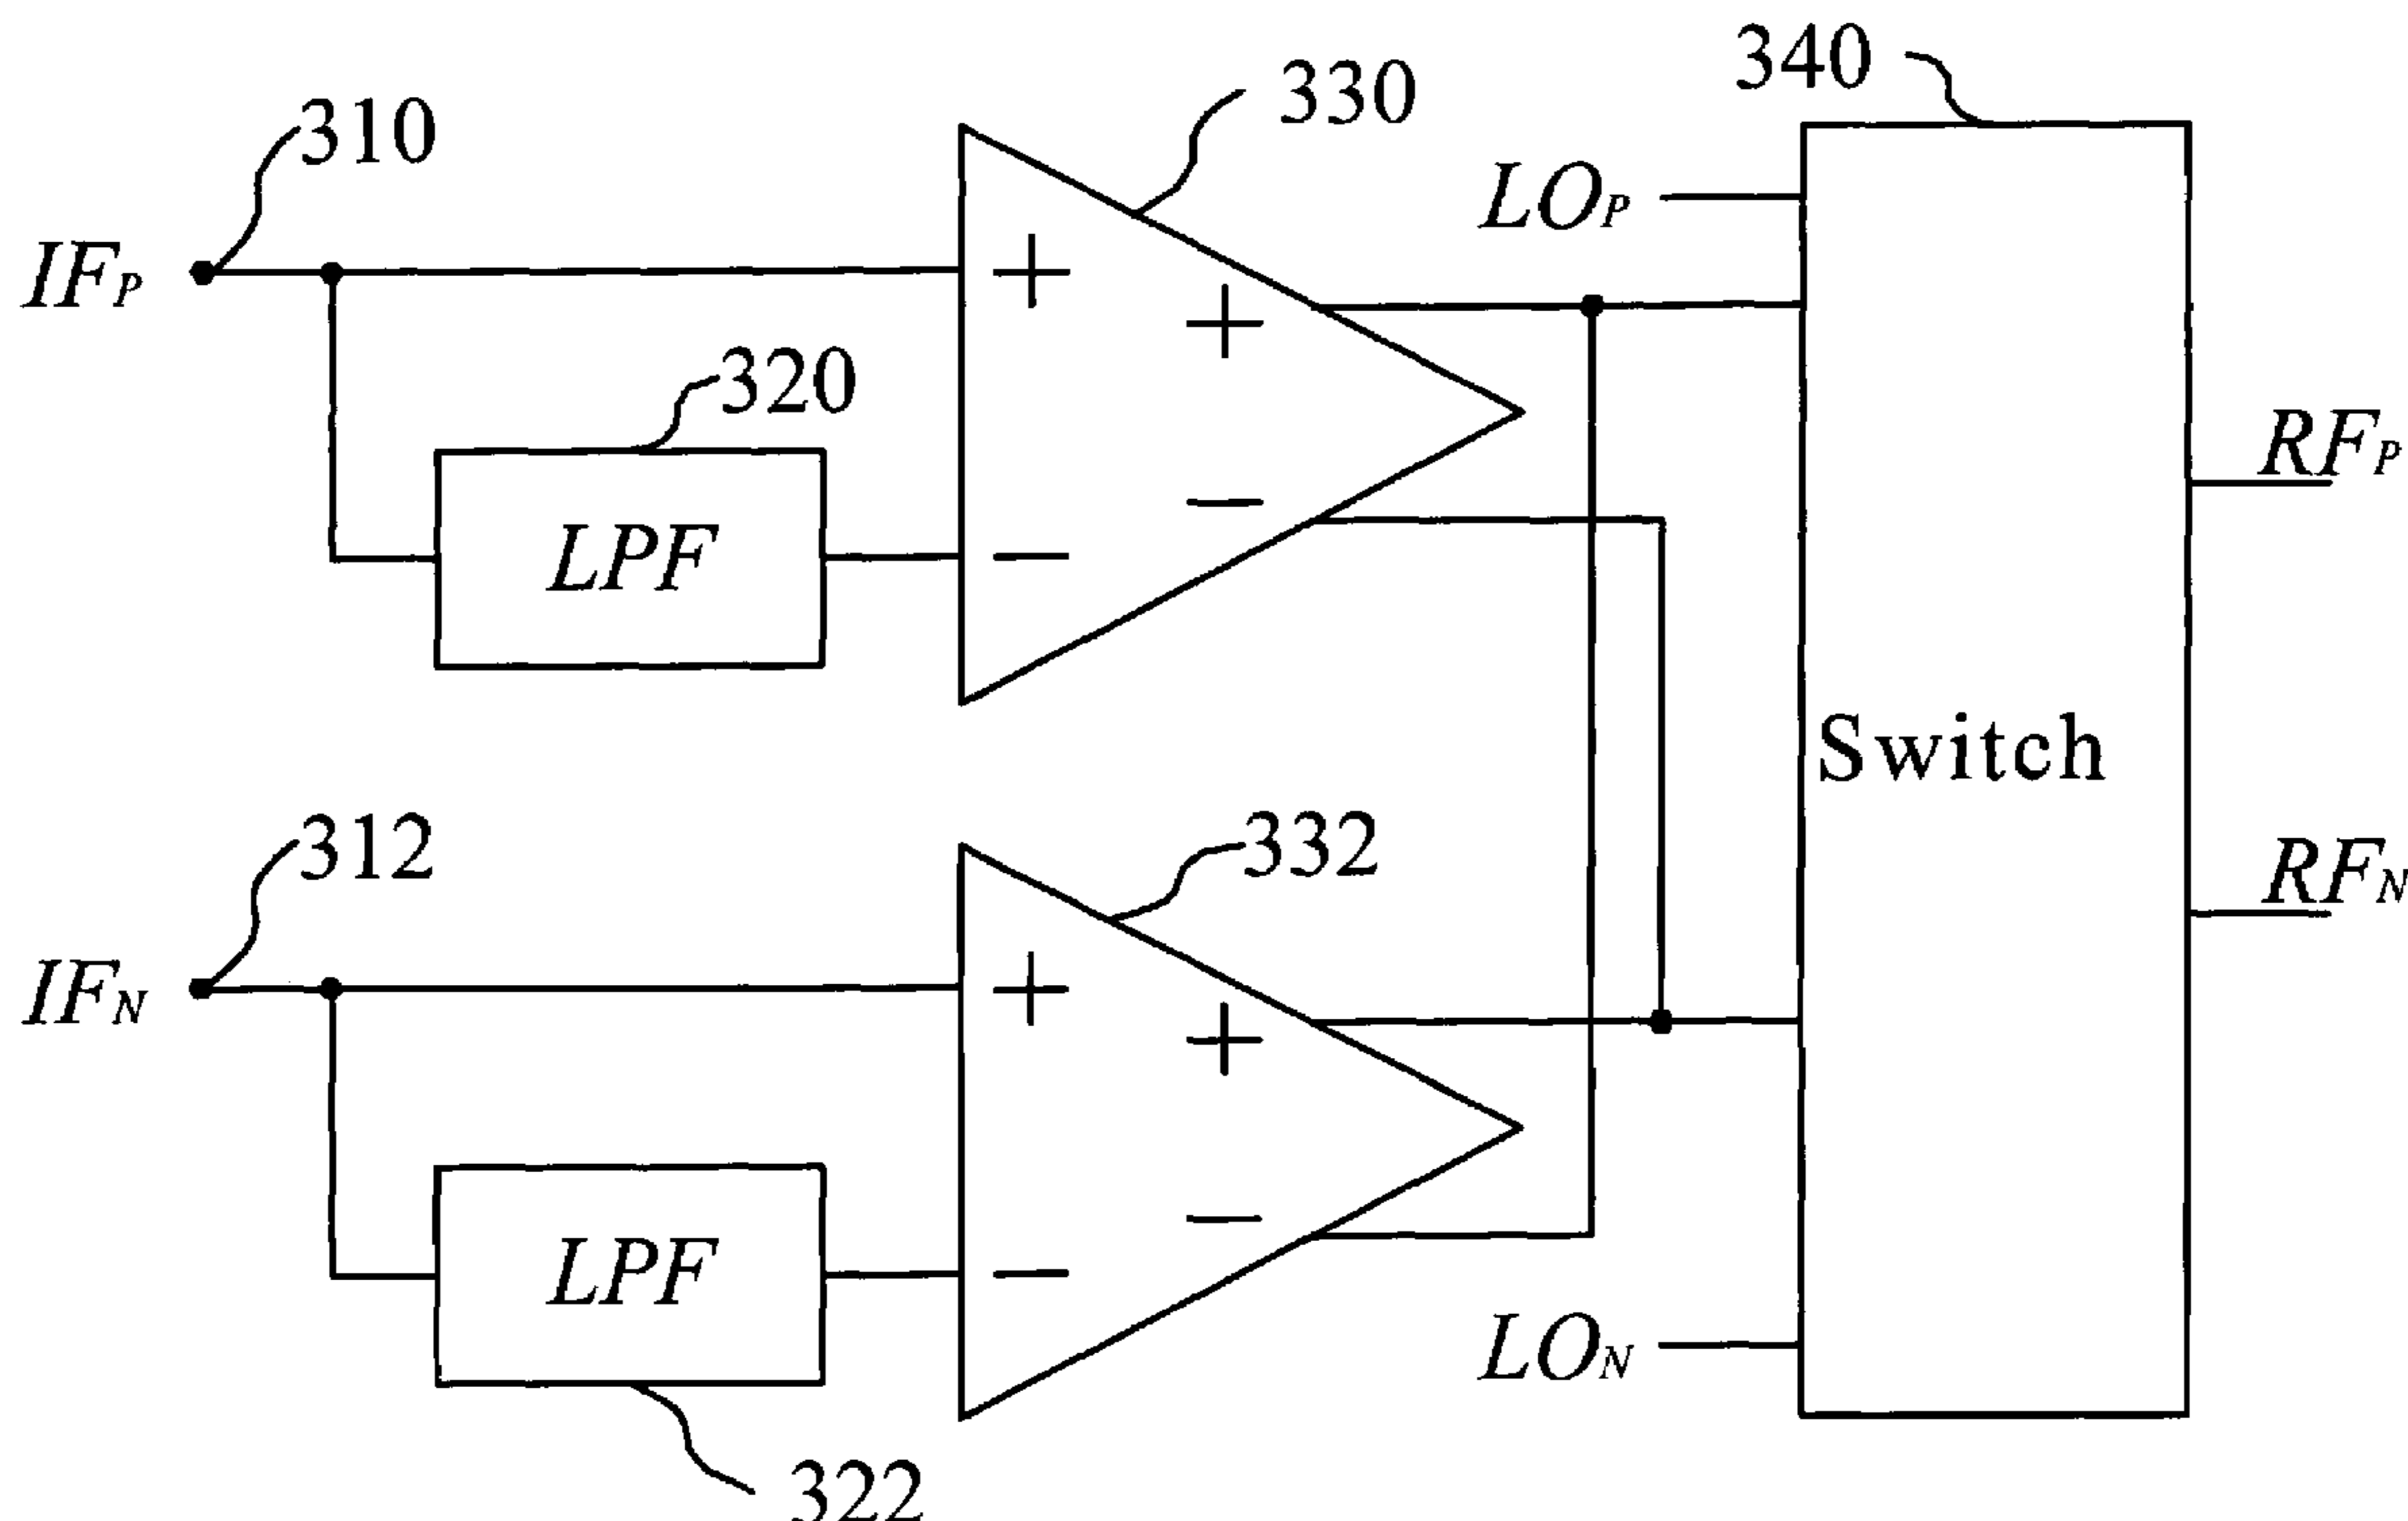 340
330
310
LOP
IFP
+
+
320
RFP
−
LPF
−
Switch
312
332
RFN
IFN
+
+
−
LPF
−
LON
322